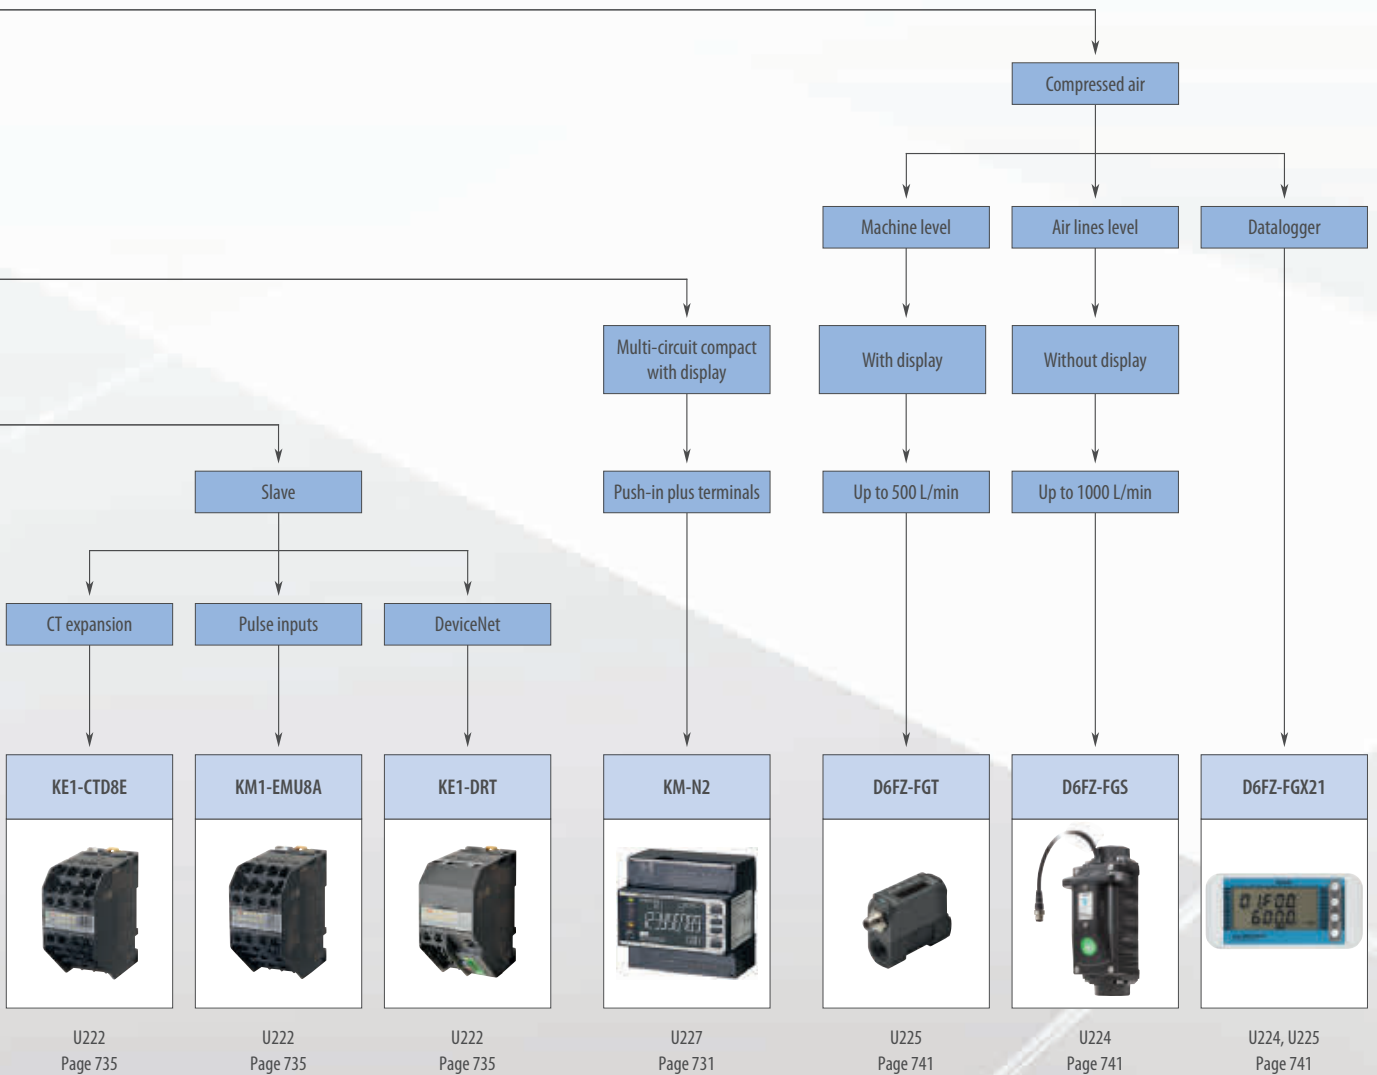 Compressed air
Machine level
Air lines level
Datalogger
Multi-circuit compact
with display
With display
Without display
Slave
Push-in plus terminals
Up to 500 L/min
Up to 1000 L/min
CT expansion
Pulse inputs
DeviceNet
KE1-CTD8E
KM1-EMU8A
KE1-DRT
KM-N2
D6FZ-FGT
D6FZ-FGS
D6FZ-FGX21
U222
Page 735
U222
Page 735
U222
Page 735
U227
Page 731
U225
Page 741
U224
Page 741
U224, U225
Page 741